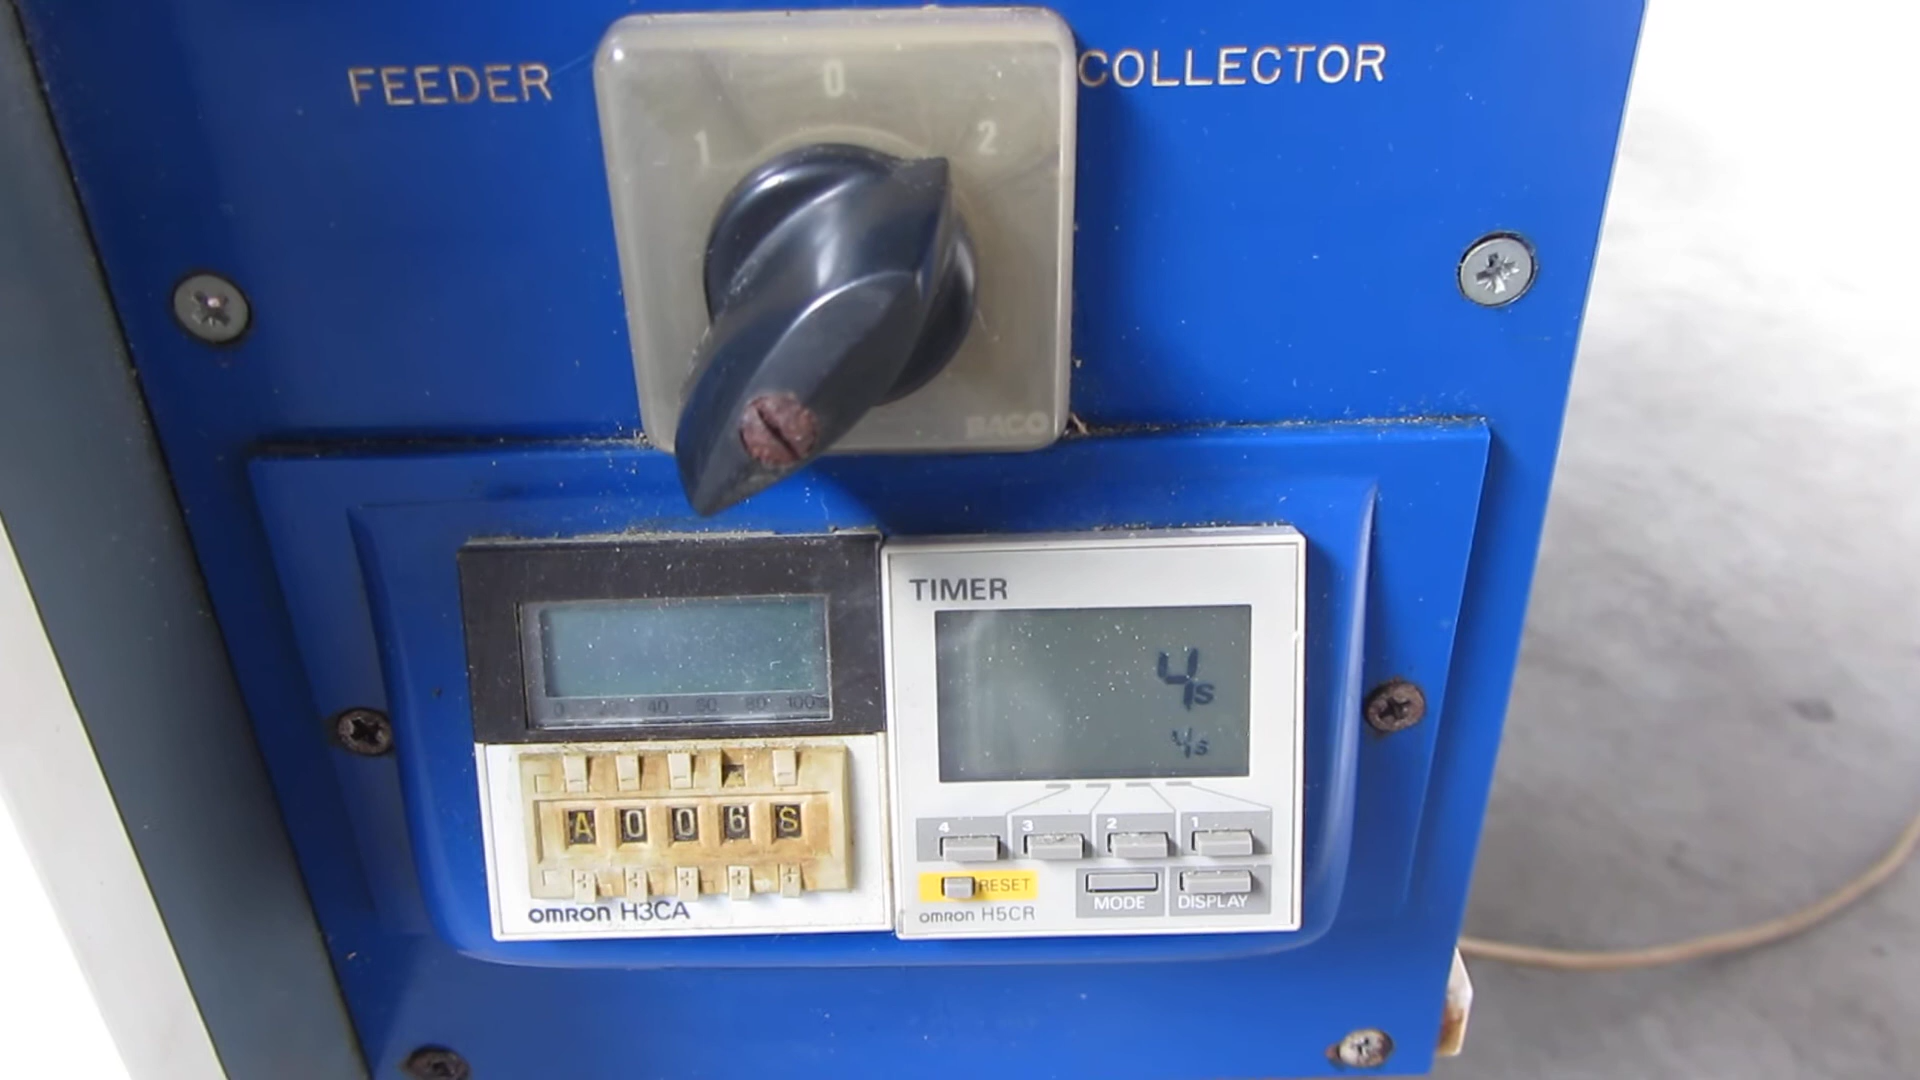 FEEDER
COLLECTOR
0
1
2
BACO
TIMER
4s
4s
0 20 40 60 80 100%
A 0 0 6 S
4 3 2 1
RESET
MODE
DISPLAY
omron H3CA
omron H5CR